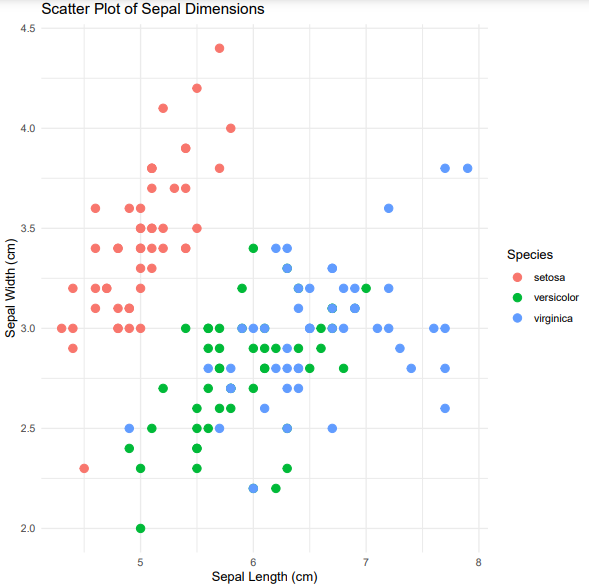 Scatter Plot of Sepal Dimensions
4.5
4.0
3.5
3.0
2.5
2.0
Sepal Width (cm)
5 6 7 8
Sepal Length (cm)
Species
setosa
versicolor
virginica